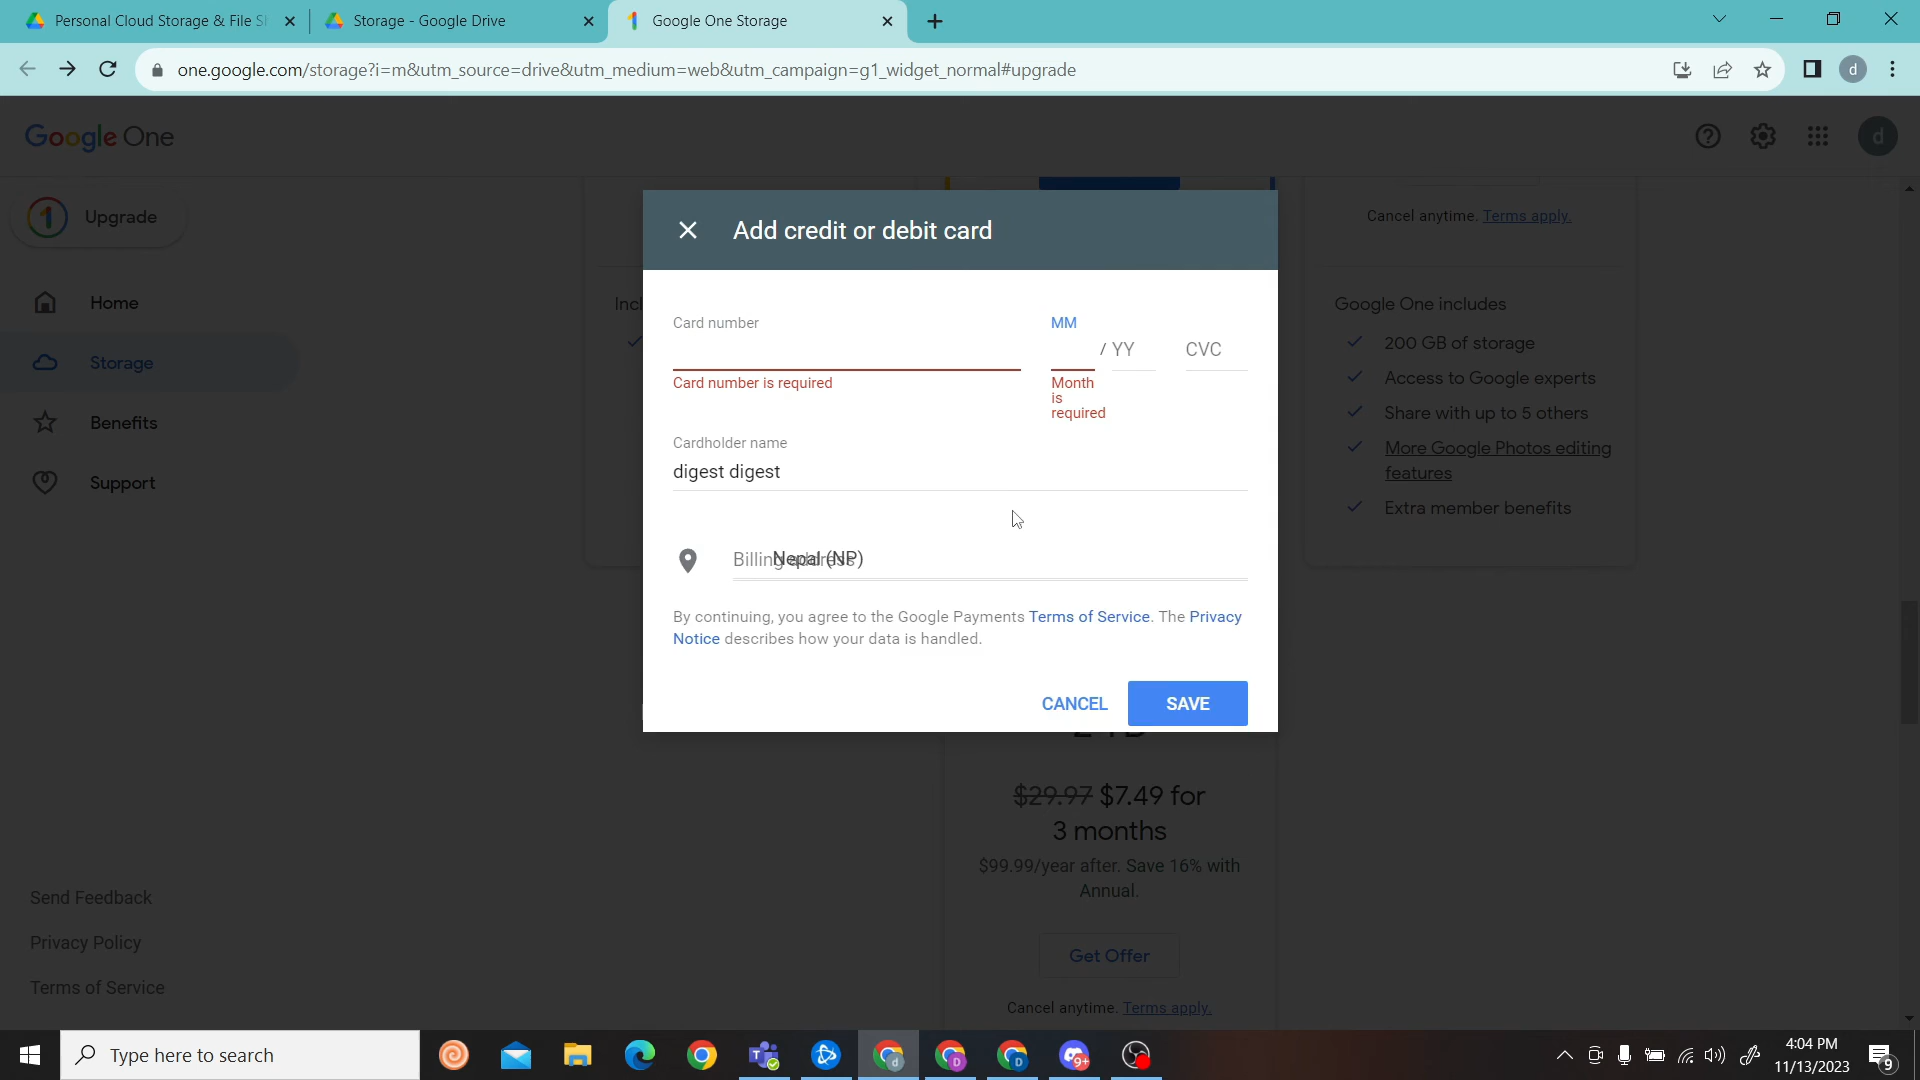 Personal Cloud Storage & File Sh
Storage - Google Drive
Google One Storage
one.google.com/storage?i=m&utm_source=drive&utm_medium=web&utm_campaign=g1_widget_normal#upgrade
d
Google One
d
Upgrade
Home
Storage
Benefits
Support
Send Feedback
Privacy Policy
Terms of Service
Incl
Add credit or debit card
Card number
Card number is required
MM
/ YY
CVC
Month
is
required
Cardholder name
digest digest
Billing address
Nepal (NP)
By continuing, you agree to the Google Payments Terms of Service. The Privacy
Notice describes how your data is handled.
CANCEL
SAVE
Cancel anytime. Terms apply.
Google One includes
200 GB of storage
Access to Google experts
Share with up to 5 others
More Google Photos editing
features
Extra member benefits
$29.97 $7.49 for
3 months
$99.99/year after. Save 16% with
Annual.
Get Offer
Cancel anytime. Terms apply.
Type here to search
9+
4:04 PM
11/13/2023
9